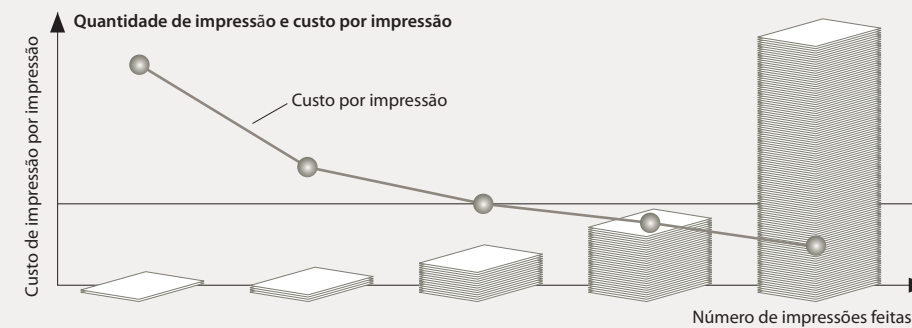 Quantidade de impressão e custo por impressão
Custo de impressão por impressão
Custo por impressão
Número de impressões feitas